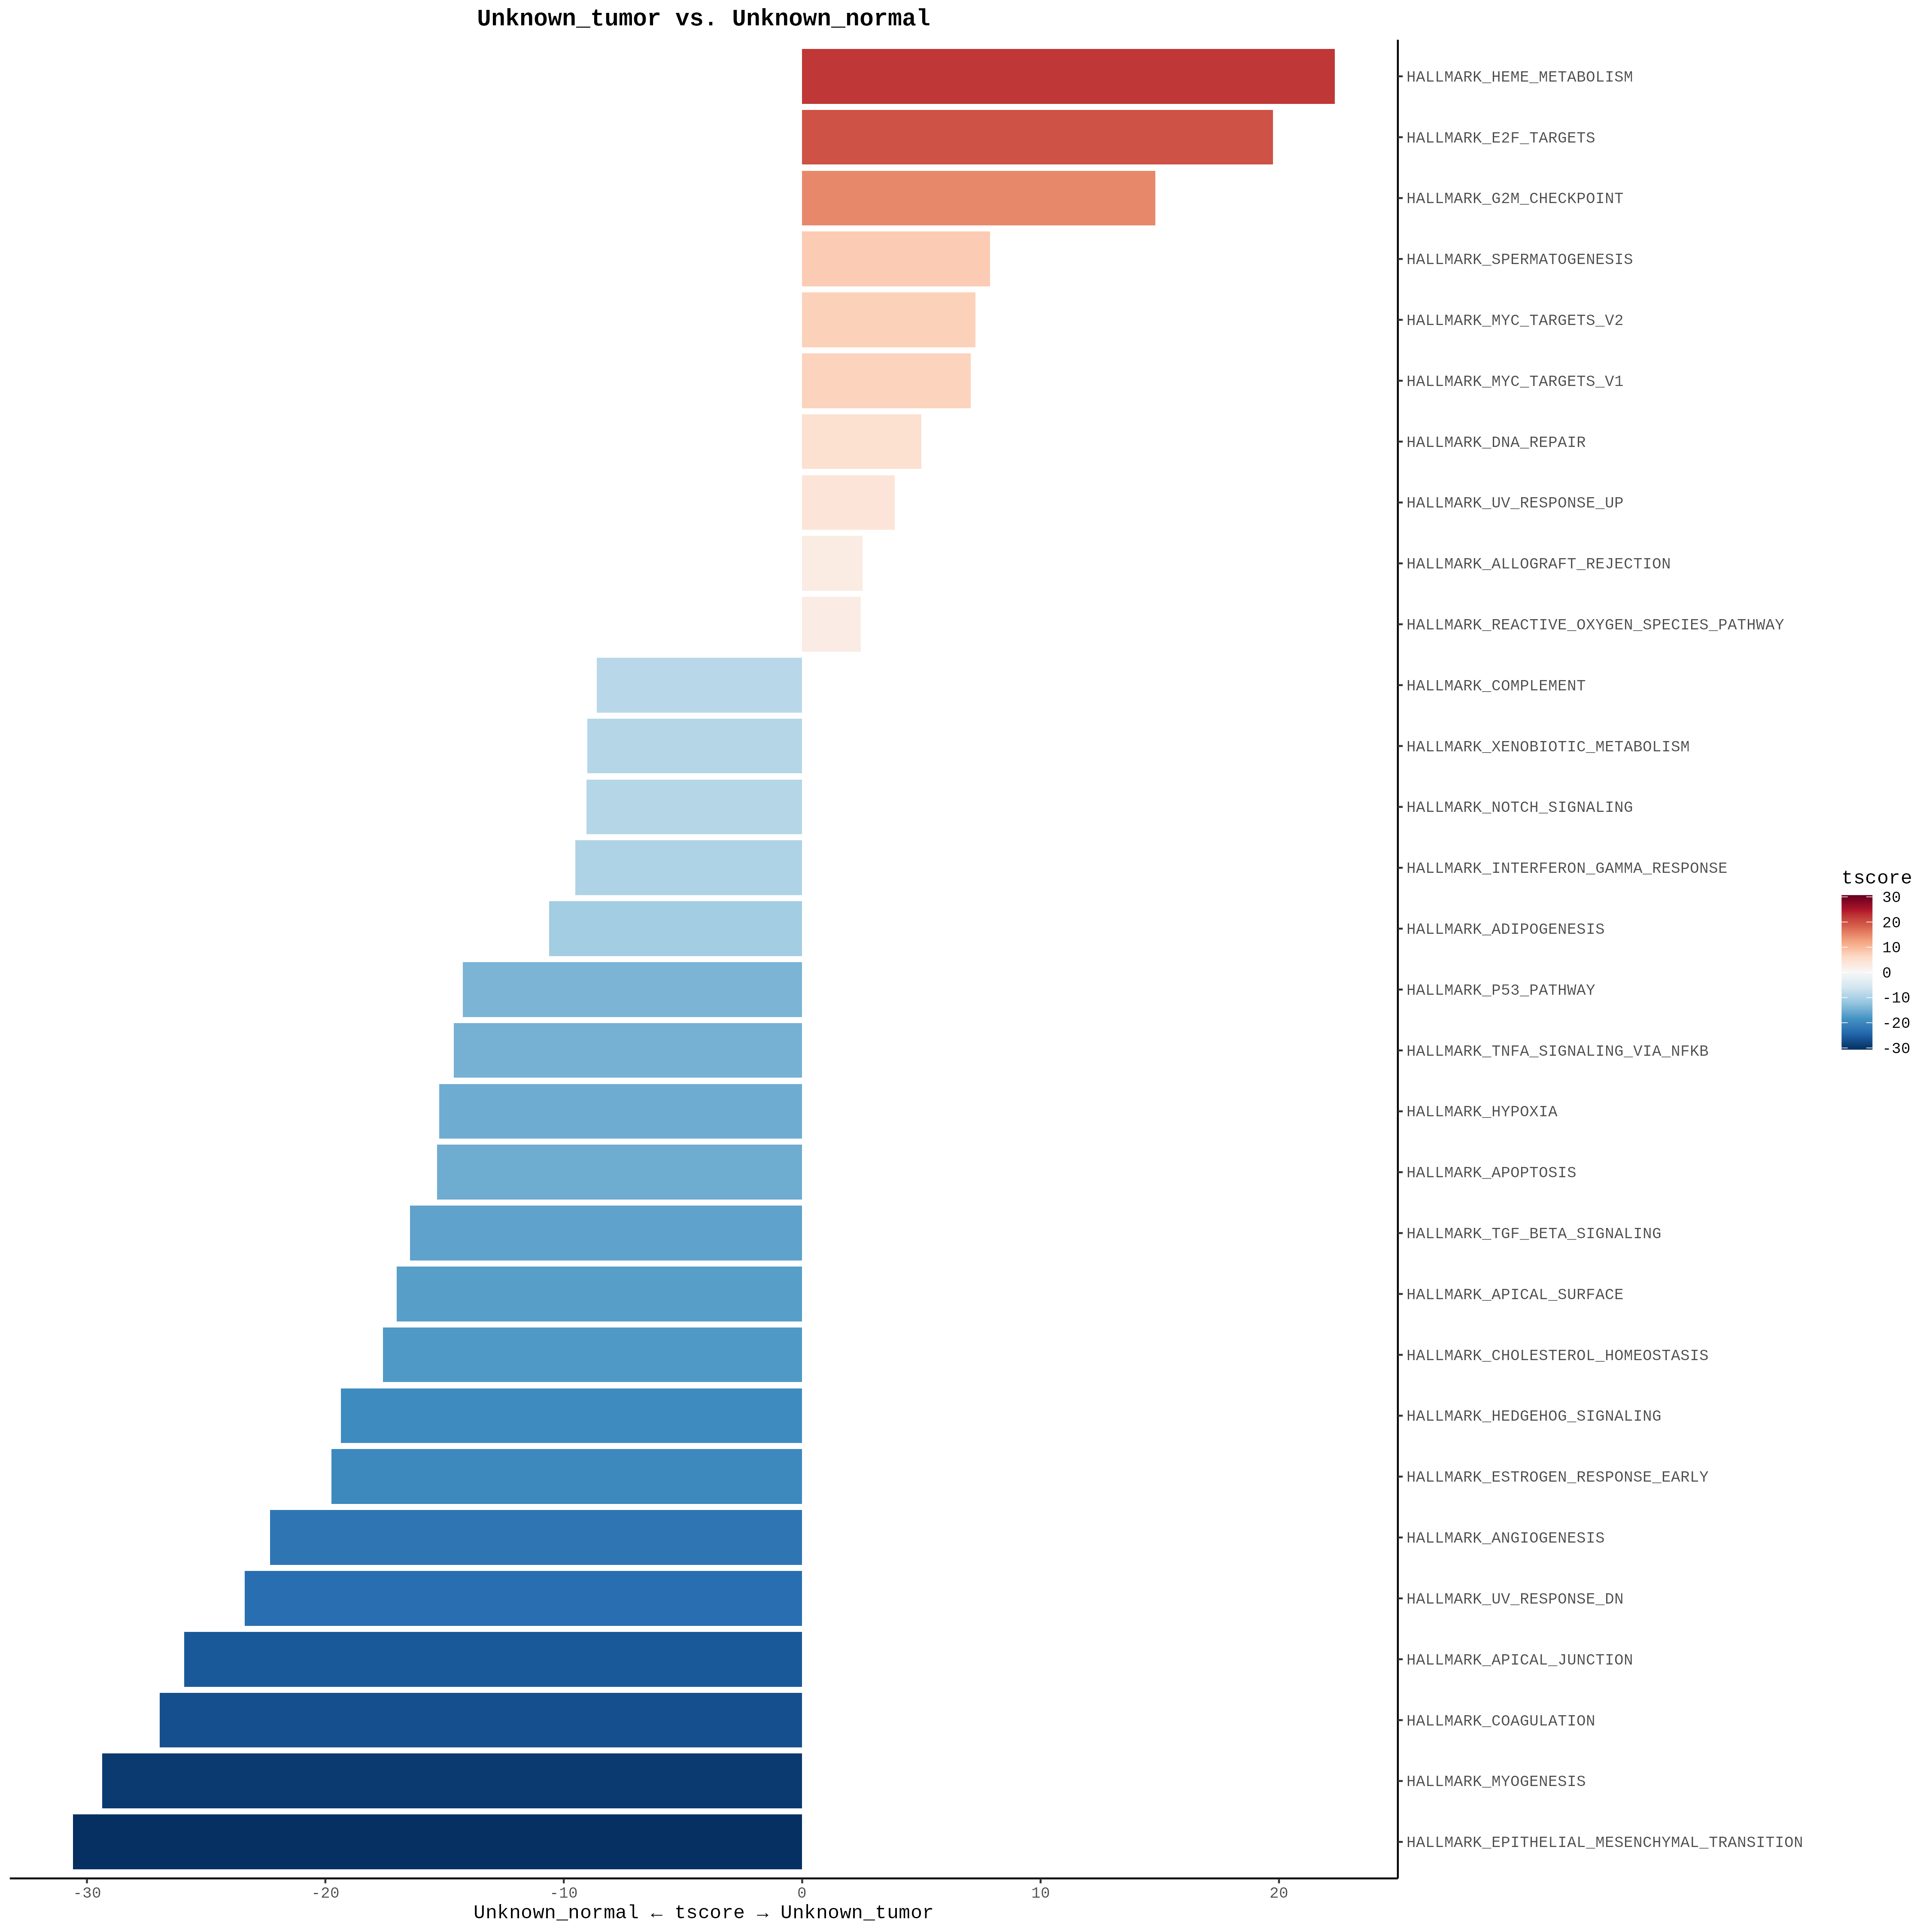 Unknown_tumor vs. Unknown_normal
HALLMARK_HEME_METABOLISM
HALLMARK_E2F_TARGETS
HALLMARK_G2M_CHECKPOINT
HALLMARK_SPERMATOGENESIS
HALLMARK_MYC_TARGETS_V2
HALLMARK_MYC_TARGETS_V1
HALLMARK_DNA_REPAIR
HALLMARK_UV_RESPONSE_UP
HALLMARK_ALLOGRAFT_REJECTION
HALLMARK_REACTIVE_OXYGEN_SPECIES_PATHWAY
HALLMARK_COMPLEMENT
HALLMARK_XENOBIOTIC_METABOLISM
HALLMARK_NOTCH_SIGNALING
HALLMARK_INTERFERON_GAMMA_RESPONSE
HALLMARK_ADIPOGENESIS
HALLMARK_P53_PATHWAY
HALLMARK_TNFA_SIGNALING_VIA_NFKB
HALLMARK_HYPOXIA
HALLMARK_APOPTOSIS
HALLMARK_TGF_BETA_SIGNALING
HALLMARK_APICAL_SURFACE
HALLMARK_CHOLESTEROL_HOMEOSTASIS
HALLMARK_HEDGEHOG_SIGNALING
HALLMARK_ESTROGEN_RESPONSE_EARLY
HALLMARK_ANGIOGENESIS
HALLMARK_UV_RESPONSE_DN
HALLMARK_APICAL_JUNCTION
HALLMARK_COAGULATION
HALLMARK_MYOGENESIS
HALLMARK_EPITHELIAL_MESENCHYMAL_TRANSITION
tscore
30
20
10
0
-10
-20
-30
-30 -20 -10 0 10 20
Unknown_normal ← tscore → Unknown_tumor